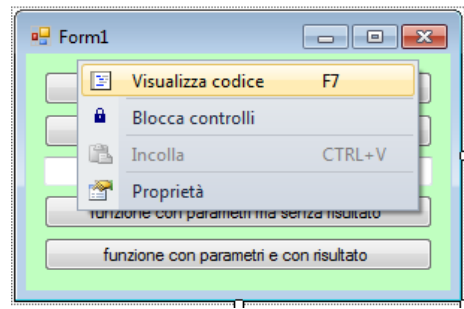 Form1
Visualizza codice F7
Blocca controlli
Incolla CTRL+V
Proprietà
funzione con parametri ma senza risultato
funzione con parametri e con risultato